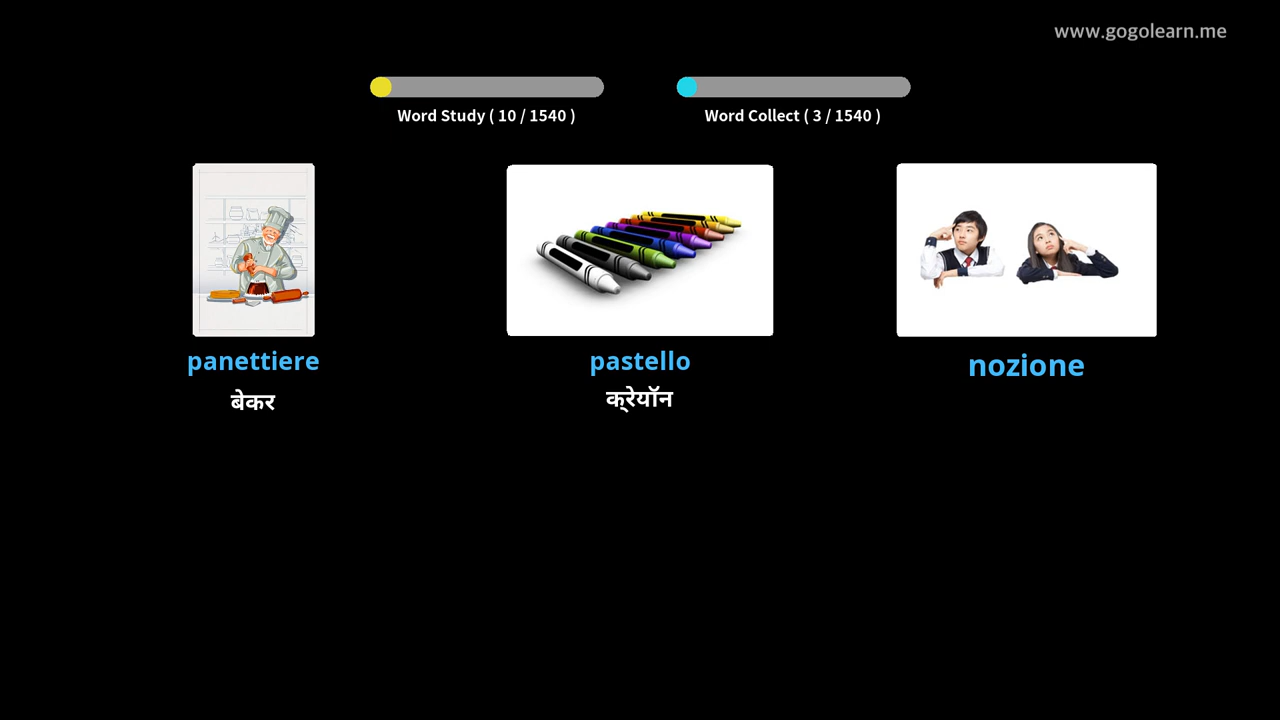 www.gogolearn.me
Word Study ( 10 / 1540 )
Word Collect ( 3 / 1540 )
panettiere
pastello
nozione
बेकर
क्रेयॉन